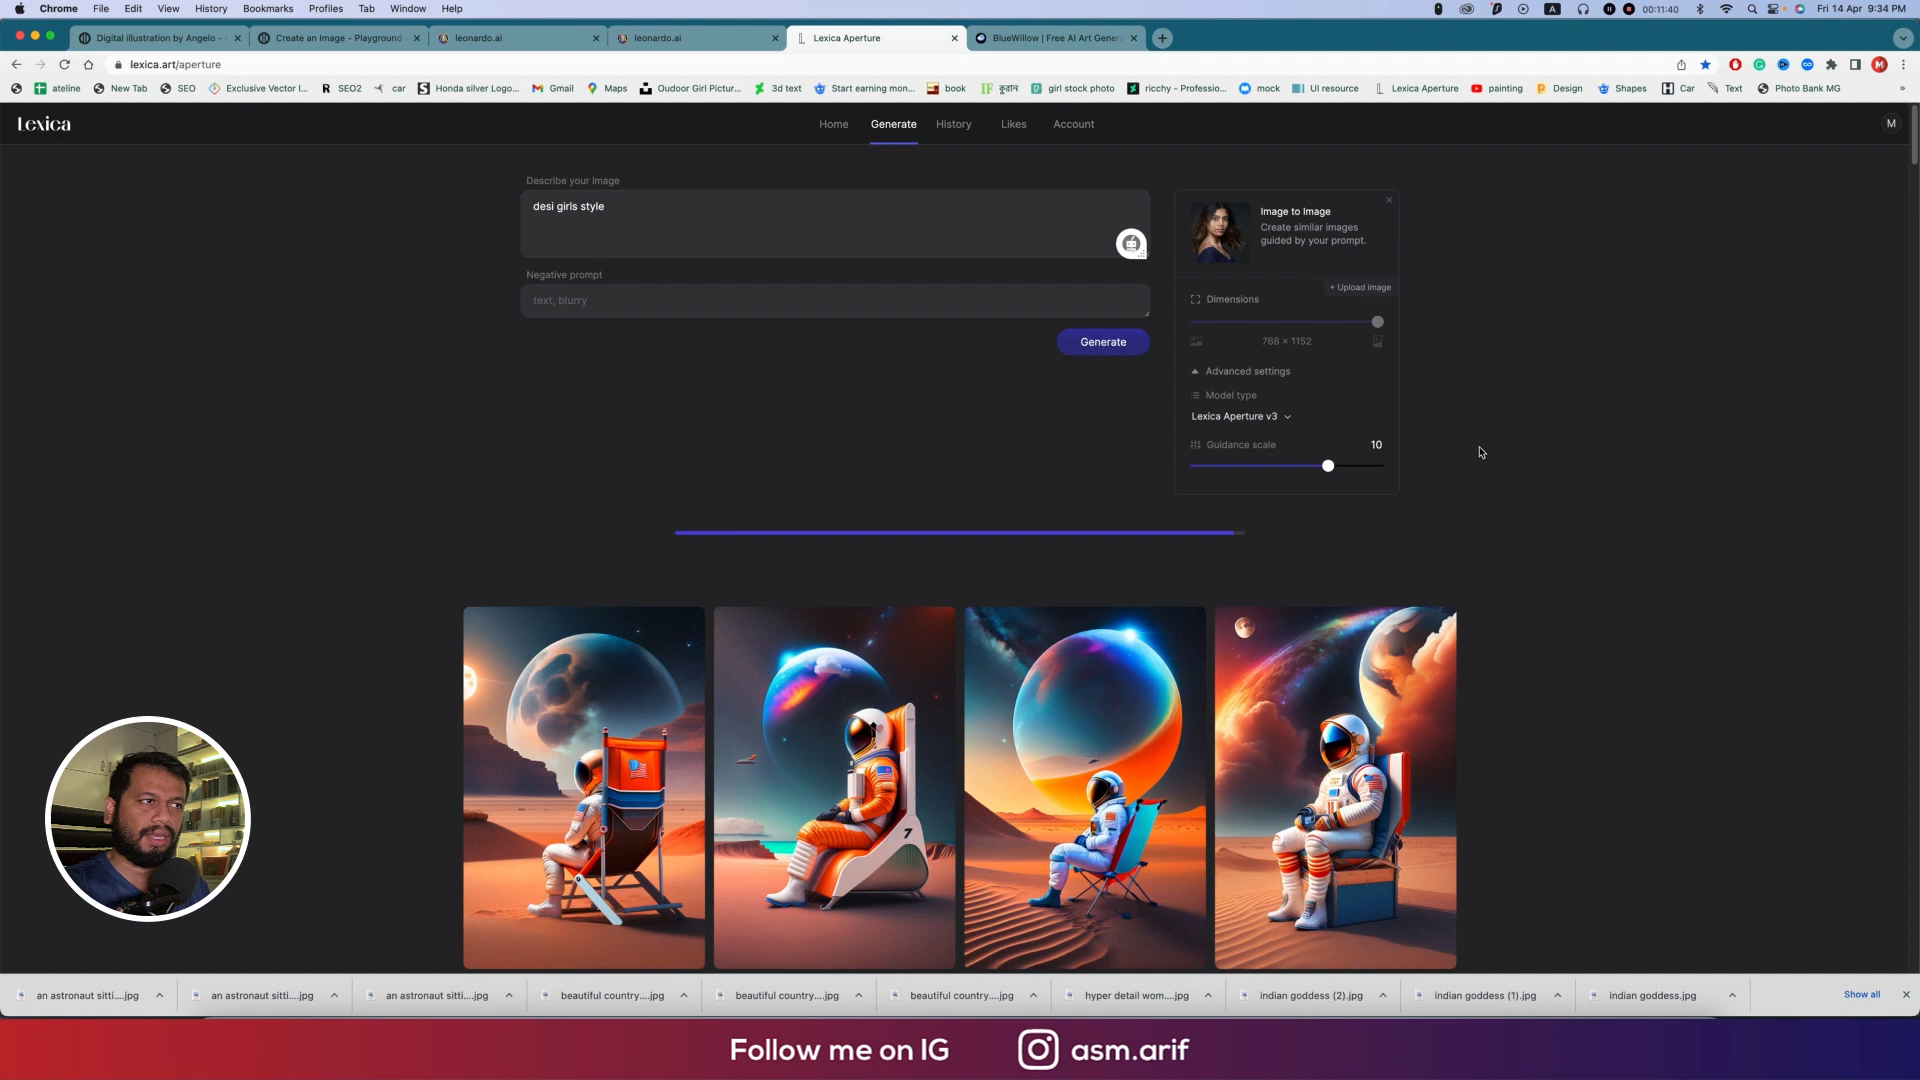 Chrome File Edit View History Bookmarks Profiles Tab Window Help 00:11:40 Fri 14 Apr 9:34 PM
Digital illustration by Angelo - Create an Image - Playground leonardo.ai leonardo.ai Lexica Aperture BlueWillow | Free AI Art Genera
lexica.art/aperture
ateline New Tab SEO Exclusive Vector I... SEO2 car Honda silver Logo... Gmail Maps Oudoor Girl Pictur... 3d text Start earning mon... book IF কুরআন girl stock photo ricchy - Professio... mock UI resource Lexica Aperture painting Design Shapes Car Text Photo Bank MG »
Lexica Home Generate History Likes Account M
Describe your image
desi girls style
Image to Image
Create similar images
guided by your prompt.
Negative prompt
+ Upload image
text, blurry
Dimensions
Generate
768 × 1152
Advanced settings
Model type
Lexica Aperture v3
Guidance scale 10
7
an astronaut sitti....jpg an astronaut sitti....jpg an astronaut sitti....jpg beautiful country....jpg beautiful country....jpg beautiful country....jpg hyper detail wom....jpg indian goddess (2).jpg indian goddess (1).jpg indian goddess.jpg Show all
Follow me on IG asm.arif